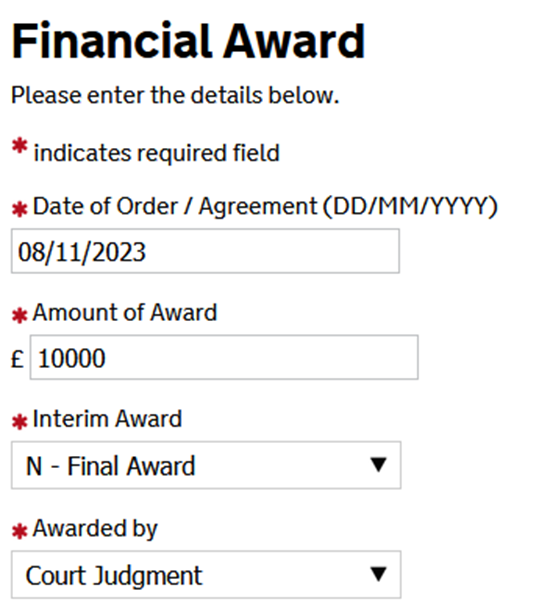 Financial Award
Please enter the details below.
* indicates required field
* Date of Order / Agreement (DD/MM/YYYY)
08/11/2023
* Amount of Award
£ 10000
* Interim Award
N - Final Award
* Awarded by
Court Judgment